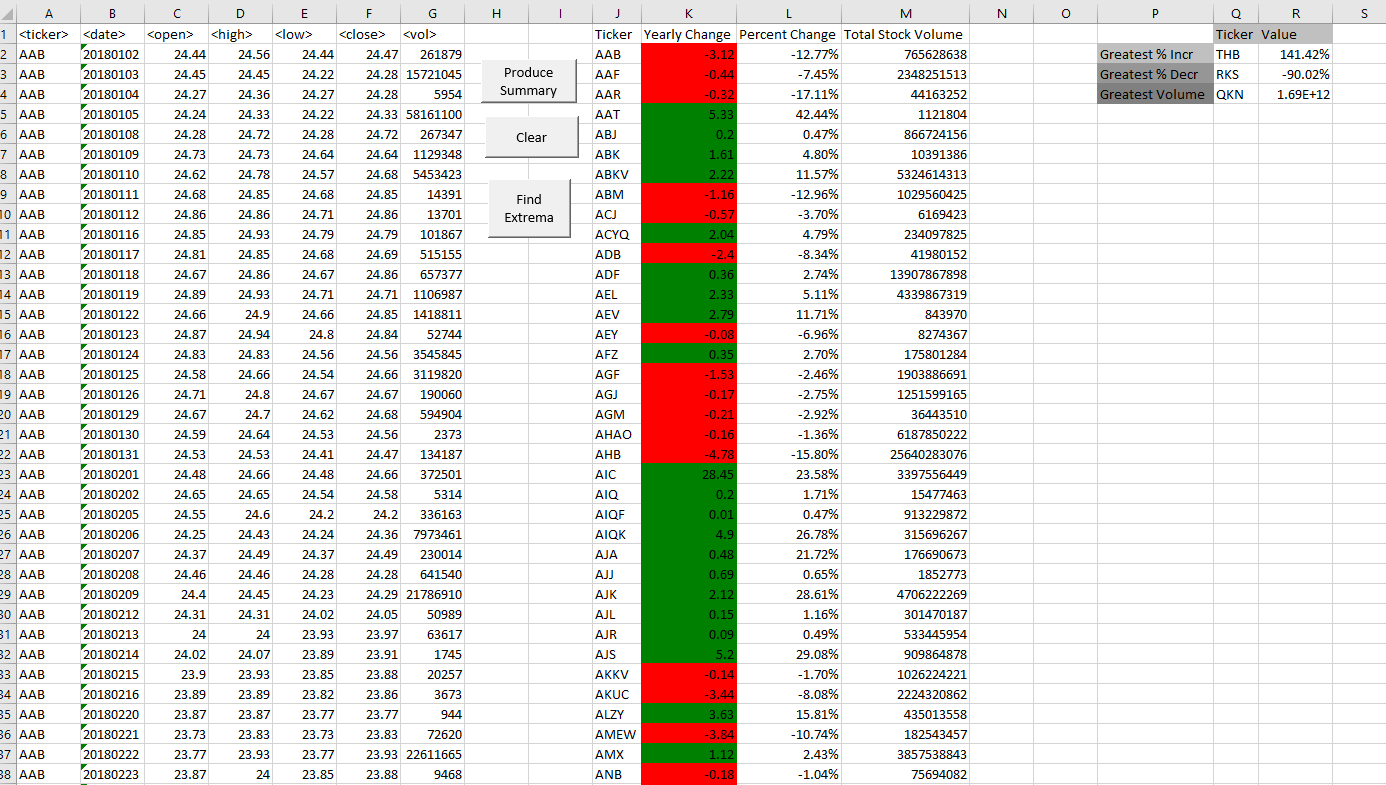 A B C D E F G H I J K L M N O P Q R S
1 <ticker> <date> <open> <high> <low> <close> <vol> Ticker Yearly Change Percent Change Total Stock Volume Ticker Value
2 AAB 20180102 24.44 24.56 24.44 24.47 261879 AAB -3.12 -12.77% 765628638 Greatest % Incr THB 141.42%
3 AAB 20180103 24.45 24.45 24.22 24.28 15721045 Produce AAF -0.44 -7.45% 2348251513 Greatest % Decr RKS -90.02%
4 AAB 20180104 24.27 24.36 24.27 24.28 5954 Summary AAR -0.32 -17.11% 44163252 Greatest Volume QKN 1.69E+12
5 AAB 20180105 24.24 24.33 24.22 24.33 58161100 AAT 5.33 42.44% 1121804
6 AAB 20180108 24.28 24.72 24.28 24.72 267347 Clear ABJ 0.2 0.47% 866724156
7 AAB 20180109 24.73 24.73 24.64 24.64 1129348 ABK 1.61 4.80% 10391386
8 AAB 20180110 24.62 24.78 24.57 24.68 5453423 ABKV 2.22 11.57% 5324614313
9 AAB 20180111 24.68 24.85 24.68 24.85 14391 Find ABM -1.16 -12.96% 1029560425
10 AAB 20180112 24.86 24.86 24.71 24.86 13701 Extrema ACJ -0.57 -3.70% 6169423
11 AAB 20180116 24.85 24.93 24.79 24.79 101867 ACYQ 2.04 4.79% 234097825
12 AAB 20180117 24.81 24.85 24.68 24.69 515155 ADB -2.4 -8.34% 41980152
13 AAB 20180118 24.67 24.86 24.67 24.86 657377 ADF 0.36 2.74% 13907867898
14 AAB 20180119 24.89 24.93 24.71 24.71 1106987 AEL 2.33 5.11% 4339867319
15 AAB 20180122 24.66 24.9 24.66 24.85 1418811 AEV 2.79 11.71% 843970
16 AAB 20180123 24.87 24.94 24.8 24.84 52744 AEY -0.08 -6.96% 8274367
17 AAB 20180124 24.83 24.83 24.56 24.56 3545845 AFZ 0.35 2.70% 175801284
18 AAB 20180125 24.58 24.66 24.54 24.66 3119820 AGF -1.53 -2.46% 1903886691
19 AAB 20180126 24.71 24.8 24.67 24.67 190060 AGJ -0.17 -2.75% 1251599165
20 AAB 20180129 24.67 24.7 24.62 24.68 594904 AGM -0.21 -2.92% 36443510
21 AAB 20180130 24.59 24.64 24.53 24.56 2373 AHAO -0.16 -1.36% 6187850222
22 AAB 20180131 24.53 24.53 24.41 24.47 134187 AHB -4.78 -15.80% 25640283076
23 AAB 20180201 24.48 24.66 24.48 24.66 372501 AIC 28.45 23.58% 3397556449
24 AAB 20180202 24.65 24.65 24.54 24.58 5314 AIQ 0.2 1.71% 15477463
25 AAB 20180205 24.55 24.6 24.2 24.2 336163 AIQF 0.01 0.47% 913229872
26 AAB 20180206 24.25 24.43 24.24 24.36 7973461 AIQK 4.9 26.78% 315696267
27 AAB 20180207 24.37 24.49 24.37 24.49 230014 AJA 0.48 21.72% 176690673
28 AAB 20180208 24.46 24.46 24.28 24.28 641540 AJJ 0.69 0.65% 1852773
29 AAB 20180209 24.4 24.45 24.23 24.29 21786910 AJK 2.12 28.61% 4706222269
30 AAB 20180212 24.31 24.31 24.02 24.05 50989 AJL 0.15 1.16% 301470187
31 AAB 20180213 24 24 23.93 23.97 63617 AJR 0.09 0.49% 533445954
32 AAB 20180214 24.02 24.07 23.89 23.91 1745 AJS 5.2 29.08% 909864878
33 AAB 20180215 23.9 23.93 23.85 23.88 20257 AKKV -0.14 -1.70% 1026224221
34 AAB 20180216 23.89 23.89 23.82 23.86 3673 AKUC -3.44 -8.08% 2224320862
35 AAB 20180220 23.87 23.87 23.77 23.77 944 ALZY 3.63 15.81% 435013558
36 AAB 20180221 23.73 23.83 23.73 23.83 72620 AMEW -3.84 -10.74% 182543457
37 AAB 20180222 23.77 23.93 23.77 23.93 22611665 AMX 1.12 2.43% 3857538843
38 AAB 20180223 23.87 24 23.85 23.88 9468 ANB -0.18 -1.04% 75694082